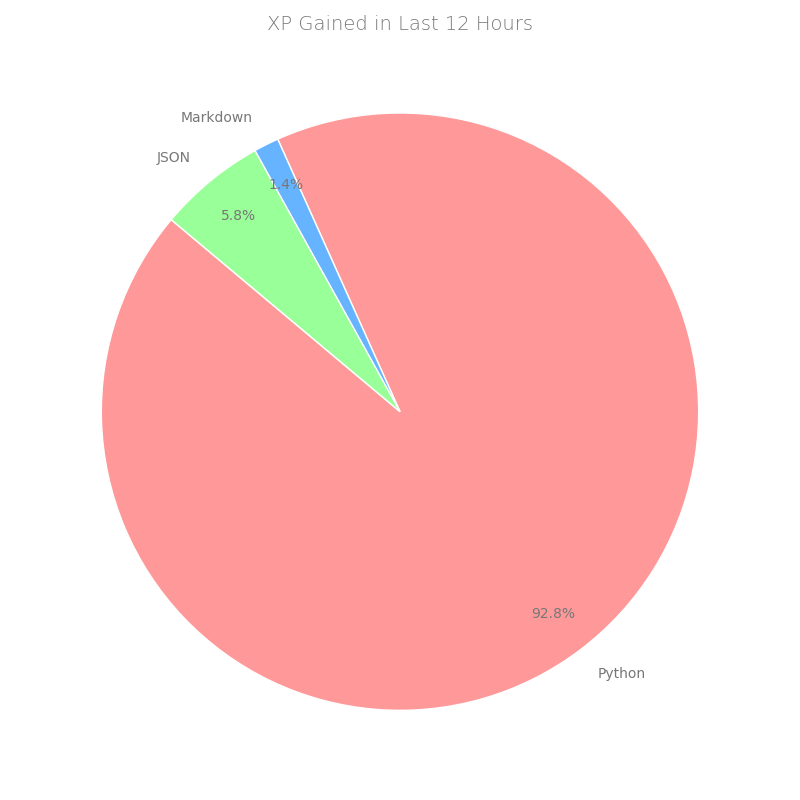 XP Gained in Last 12 Hours
Markdown
JSON
1.4%
5.8%
92.8%
Python